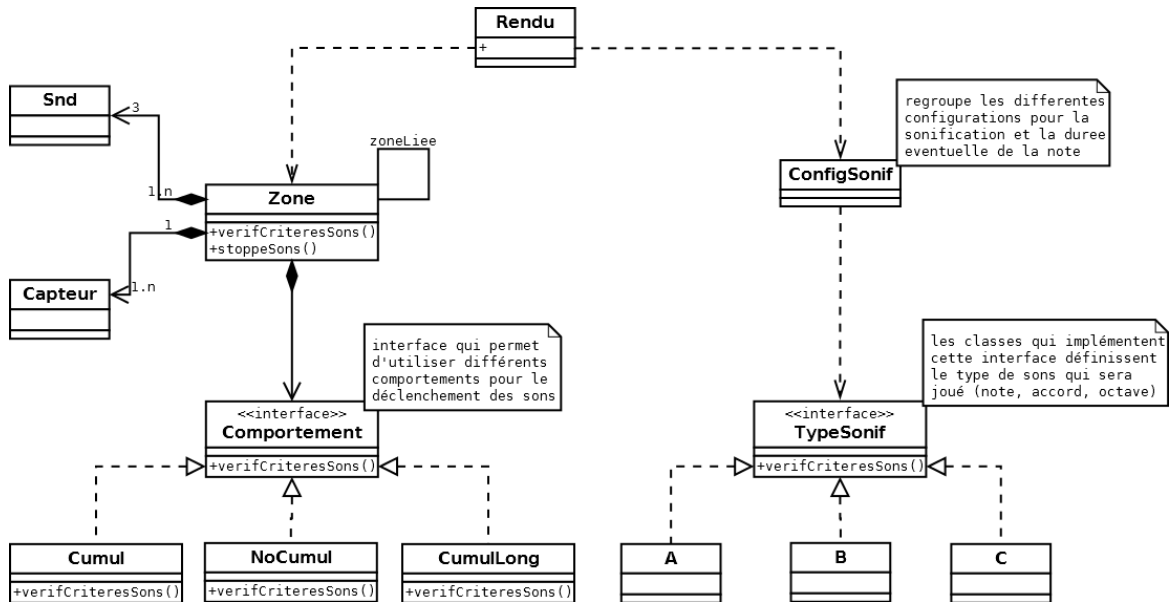 Rendu
+
Snd
3
regroupe les differentes
configurations pour la
sonification et la duree
eventuelle de la note
zoneLiee
ConfigSonif
1.n
Zone
1
+verifCriteresSons()
+stoppeSons()
Capteur
1.n
interface qui permet
d'utiliser différents
comportements pour le
déclenchement des sons
les classes qui implémentent
cette interface définissent
le type de sons qui sera
joué (note, accord, octave)
<<interface>>
Comportement
+verifCriteresSons()
<<interface>>
TypeSonif
+verifCriteresSons()
Cumul
+verifCriteresSons()
NoCumul
+verifCriteresSons()
CumulLong
+verifCriteresSons()
A
B
C